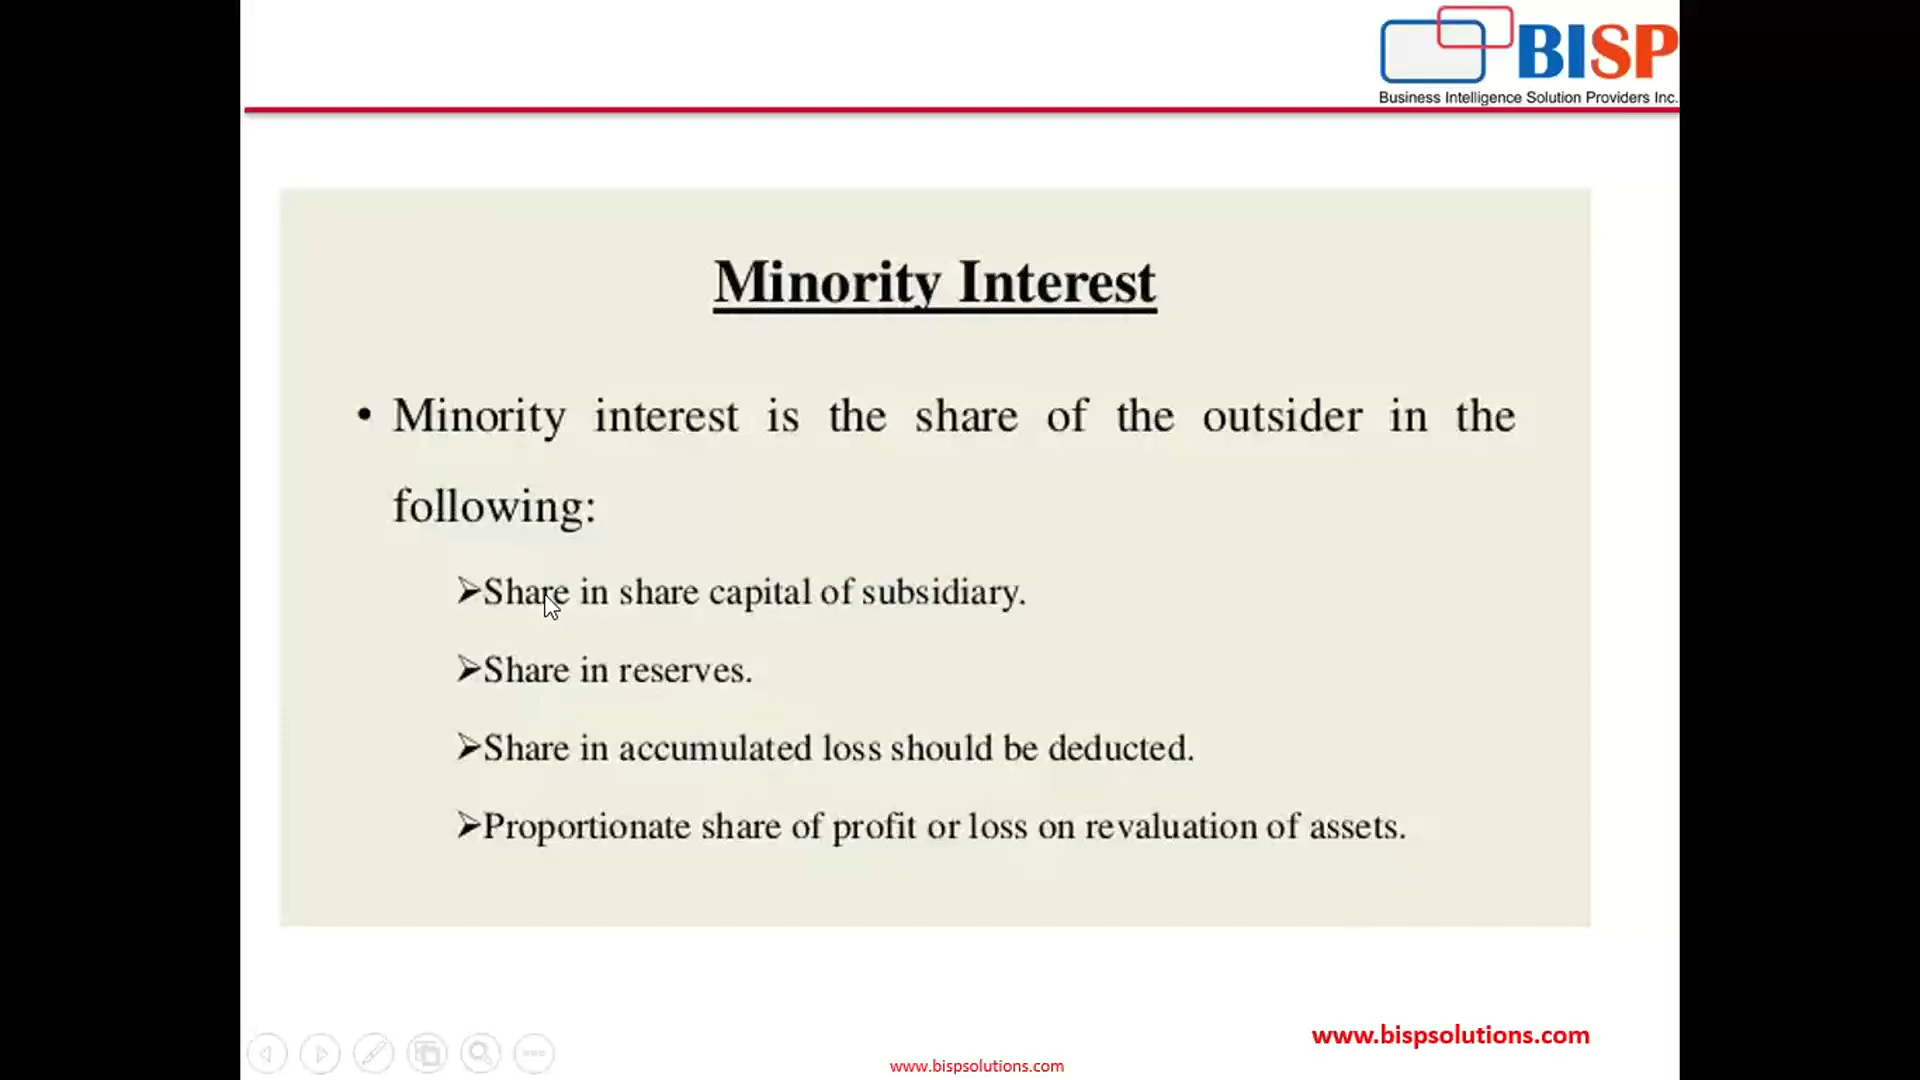 BISP
Business Intelligence Solution Providers Inc.
Minority Interest
• Minority interest is the share of the outsider in the
following:
➢Share in share capital of subsidiary.
➢Share in reserves.
➢Share in accumulated loss should be deducted.
➢Proportionate share of profit or loss on revaluation of assets.
www.bispsolutions.com
www.bispsolutions.com